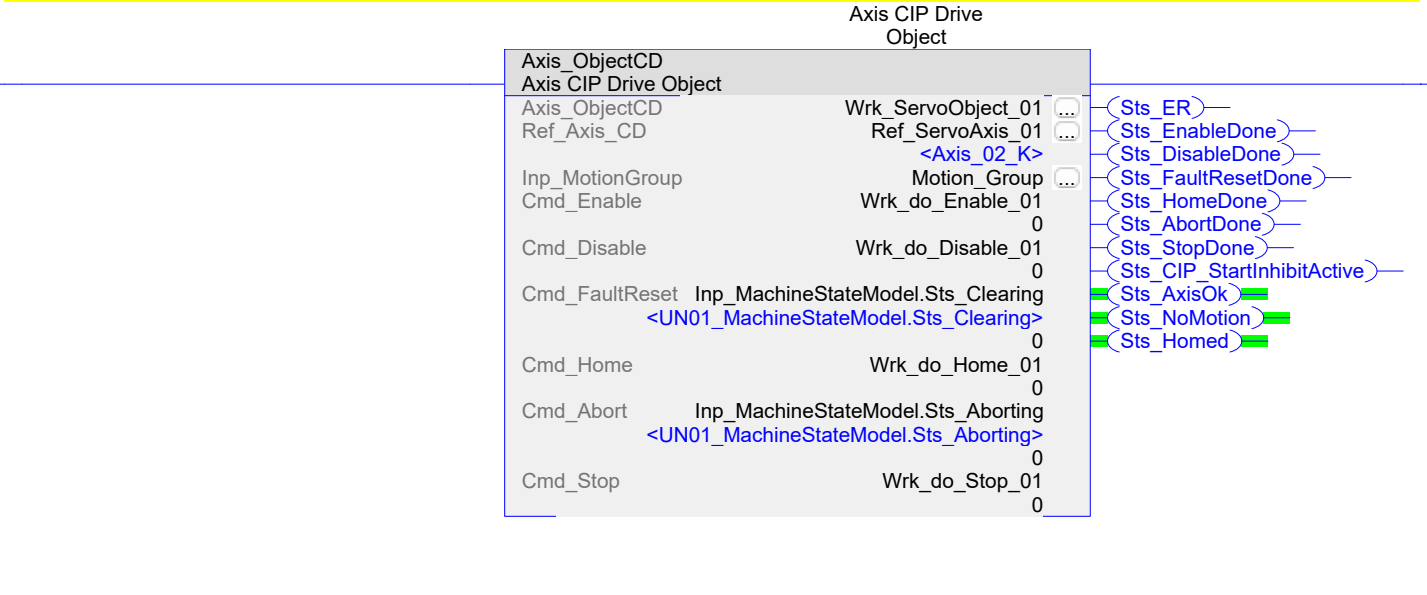 Axis CIP Drive
Object
Axis_ObjectCD
Axis CIP Drive Object
Axis_ObjectCD Wrk_ServoObject_01 ... Sts_ER
Ref_Axis_CD Ref_ServoAxis_01 ... Sts_EnableDone
<Axis_02_K> Sts_DisableDone
Inp_MotionGroup Motion_Group ... Sts_FaultResetDone
Cmd_Enable Wrk_do_Enable_01 Sts_HomeDone
0 Sts_AbortDone
Cmd_Disable Wrk_do_Disable_01 Sts_StopDone
0 Sts_CIP_StartInhibitActive
Cmd_FaultReset Inp_MachineStateModel.Sts_Clearing Sts_AxisOk
<UN01_MachineStateModel.Sts_Clearing> Sts_NoMotion
0 Sts_Homed
Cmd_Home Wrk_do_Home_01
0
Cmd_Abort Inp_MachineStateModel.Sts_Aborting
<UN01_MachineStateModel.Sts_Aborting>
0
Cmd_Stop Wrk_do_Stop_01
0